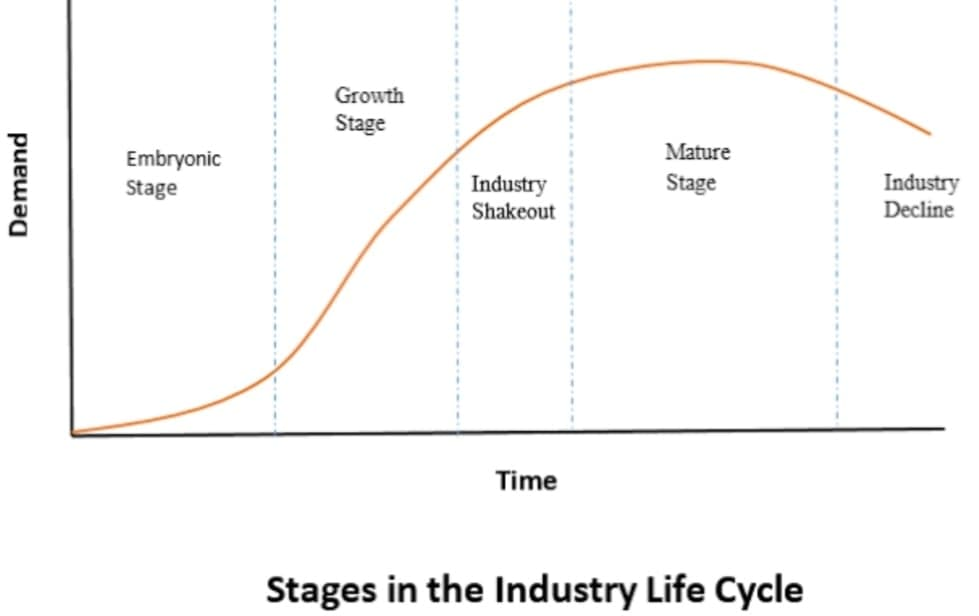 Growth
Stage
Embryonic
Stage
Mature
Stage
Industry
Shakeout
Industry
Decline
Demand
Time
Stages in the Industry Life Cycle